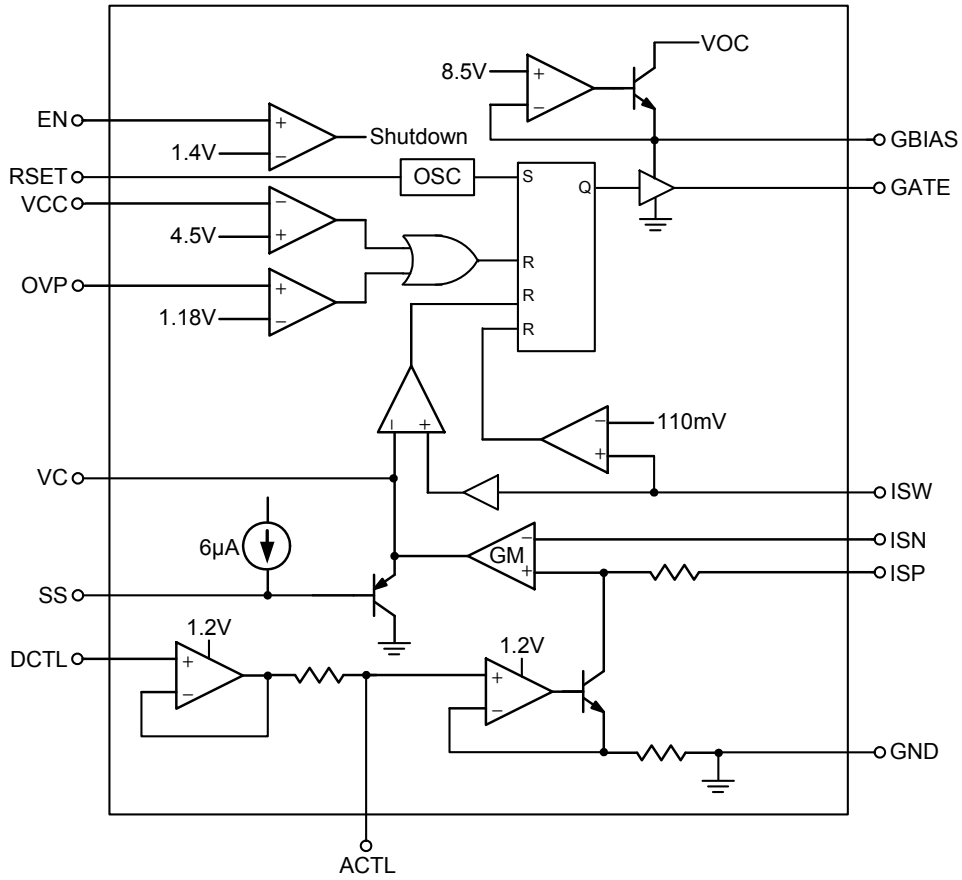 VOC
8.5V
+
−
EN
+
Shutdown
1.4V
−
GBIAS
RSET
OSC
S
Q
GATE
VCC
−
4.5V
+
R
OVP
+
R
1.18V
−
R
−
+
−
110mV
+
VC
ISW
6µA
GM
−
ISN
+
ISP
SS
1.2V
1.2V
DCTL
+
−
+
−
GND
ACTL